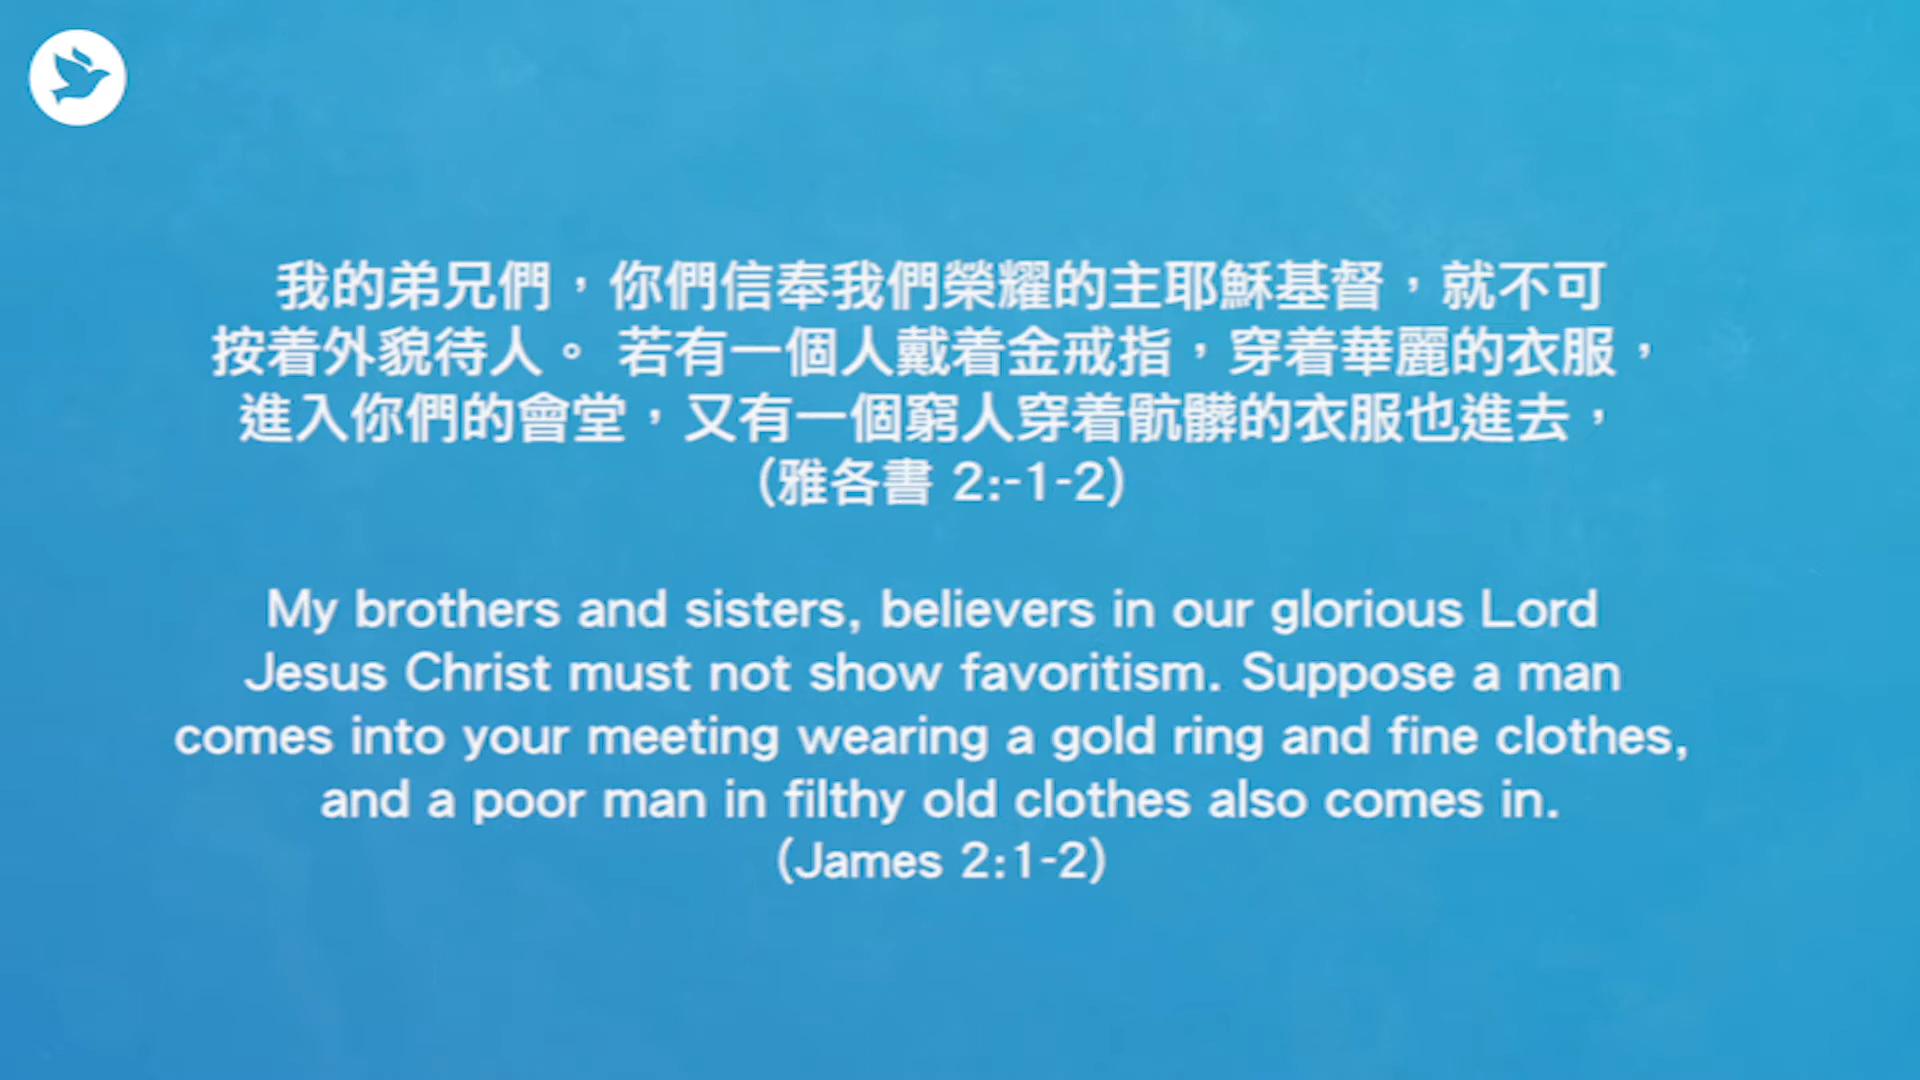 我的弟兄們，你們信奉我們榮耀的主耶穌基督，就不可
按着外貌待人。 若有一個人戴着金戒指，穿着華麗的衣服，
進入你們的會堂，又有一個窮人穿着骯髒的衣服也進去，
(雅各書 2:-1-2)
My brothers and sisters, believers in our glorious Lord
Jesus Christ must not show favoritism. Suppose a man
comes into your meeting wearing a gold ring and fine clothes,
and a poor man in filthy old clothes also comes in.
(James 2:1-2)